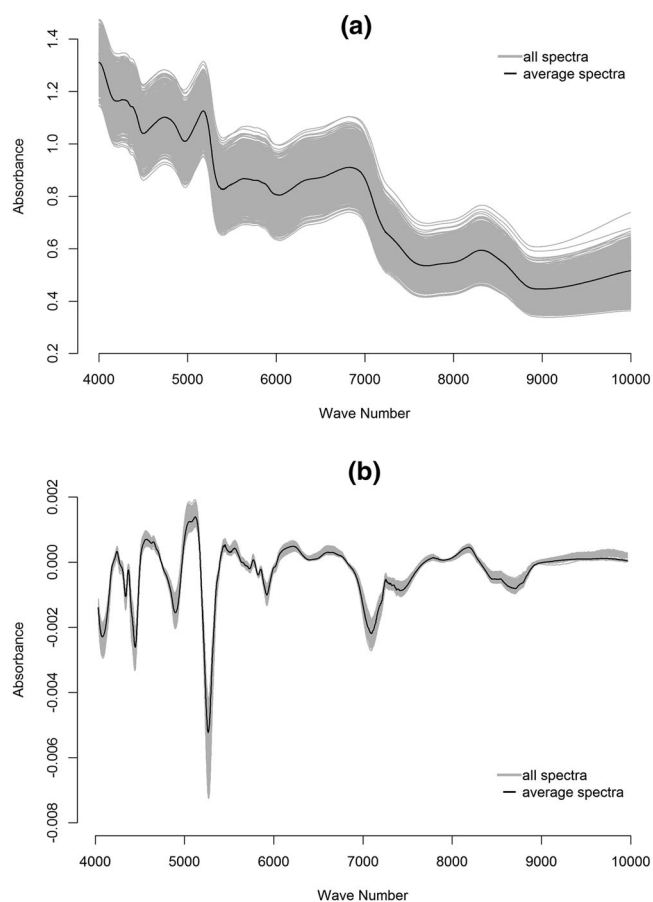 (a)
1.4
1.2
1.0
0.8
0.6
0.4
0.2
Absorbance
all spectra
average spectra
4000 5000 6000 7000 8000 9000 10000
Wave Number
(b)
0.002
0.000
-0.002
-0.004
-0.006
-0.008
Absorbance
all spectra
average spectra
4000 5000 6000 7000 8000 9000 10000
Wave Number